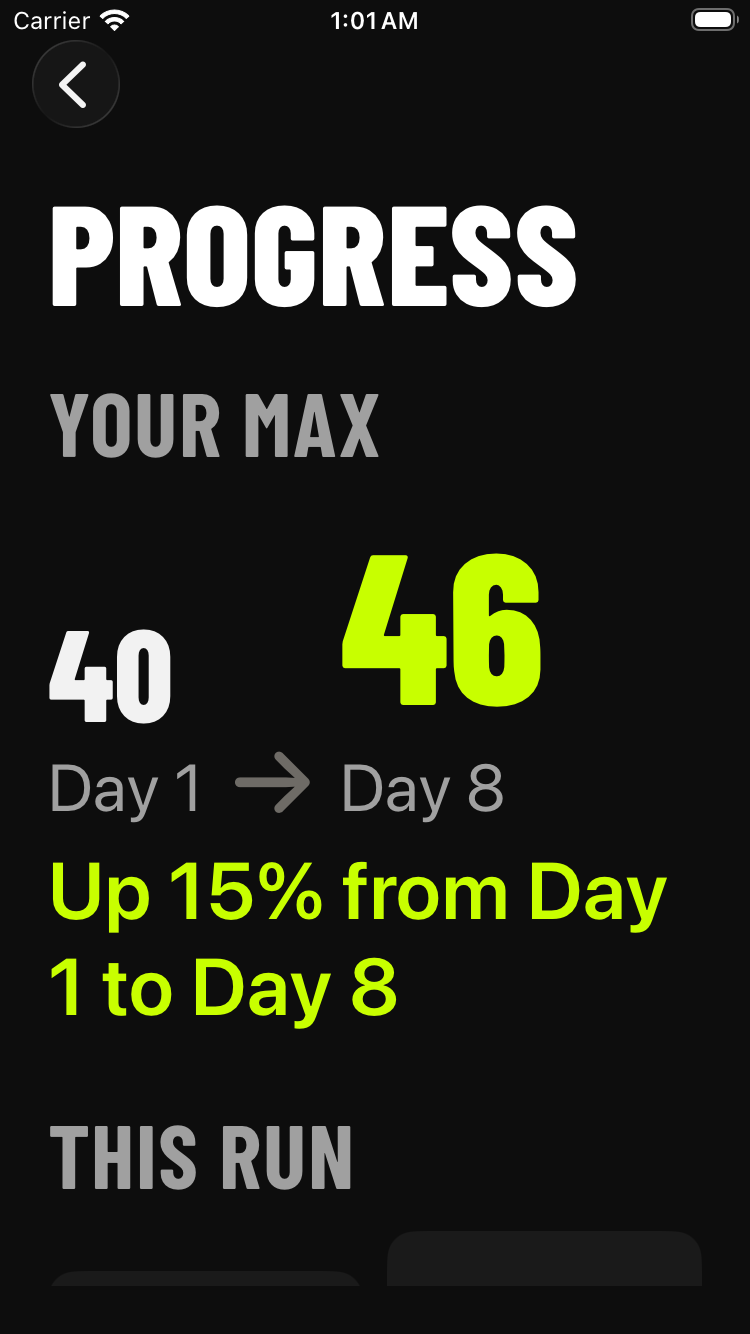 Carrier 1:01 AM
PROGRESS
YOUR MAX
40 46
Day 1 → Day 8
Up 15% from Day
1 to Day 8
THIS RUN